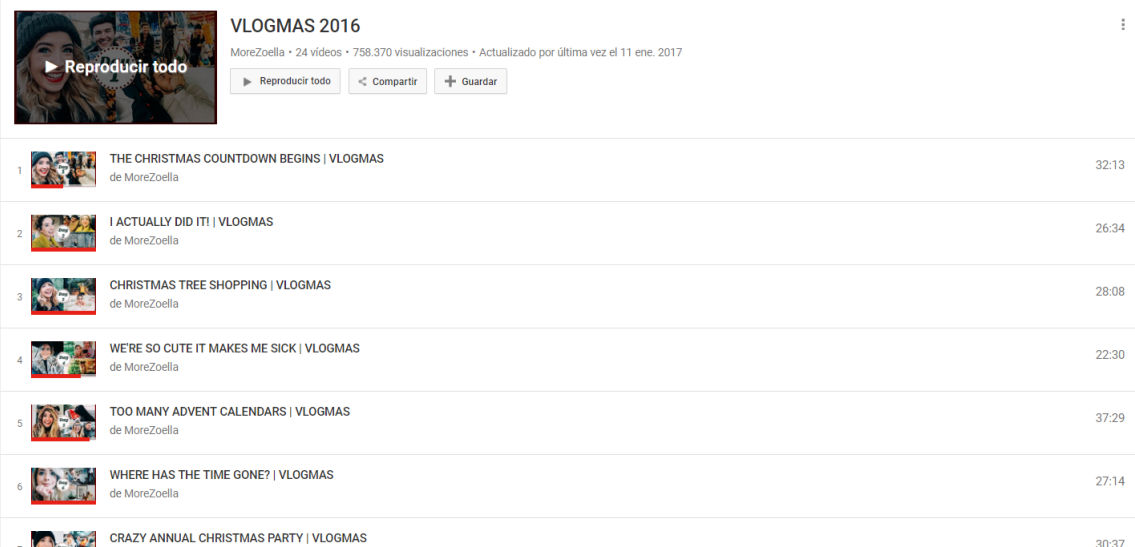 VLOGMAS 2016
MoreZoella • 24 vídeos • 758.370 visualizaciones • Actualizado por última vez el 11 ene. 2017
Reproducir todo
Reproducir todo
Compartir
Guardar
1
THE CHRISTMAS COUNTDOWN BEGINS | VLOGMAS
de MoreZoella
32:13
2
I ACTUALLY DID IT! | VLOGMAS
de MoreZoella
26:34
3
CHRISTMAS TREE SHOPPING | VLOGMAS
de MoreZoella
28:08
4
WE'RE SO CUTE IT MAKES ME SICK | VLOGMAS
de MoreZoella
22:30
5
TOO MANY ADVENT CALENDARS | VLOGMAS
de MoreZoella
37:29
6
WHERE HAS THE TIME GONE? | VLOGMAS
de MoreZoella
27:14
CRAZY ANNUAL CHRISTMAS PARTY | VLOGMAS
30:37